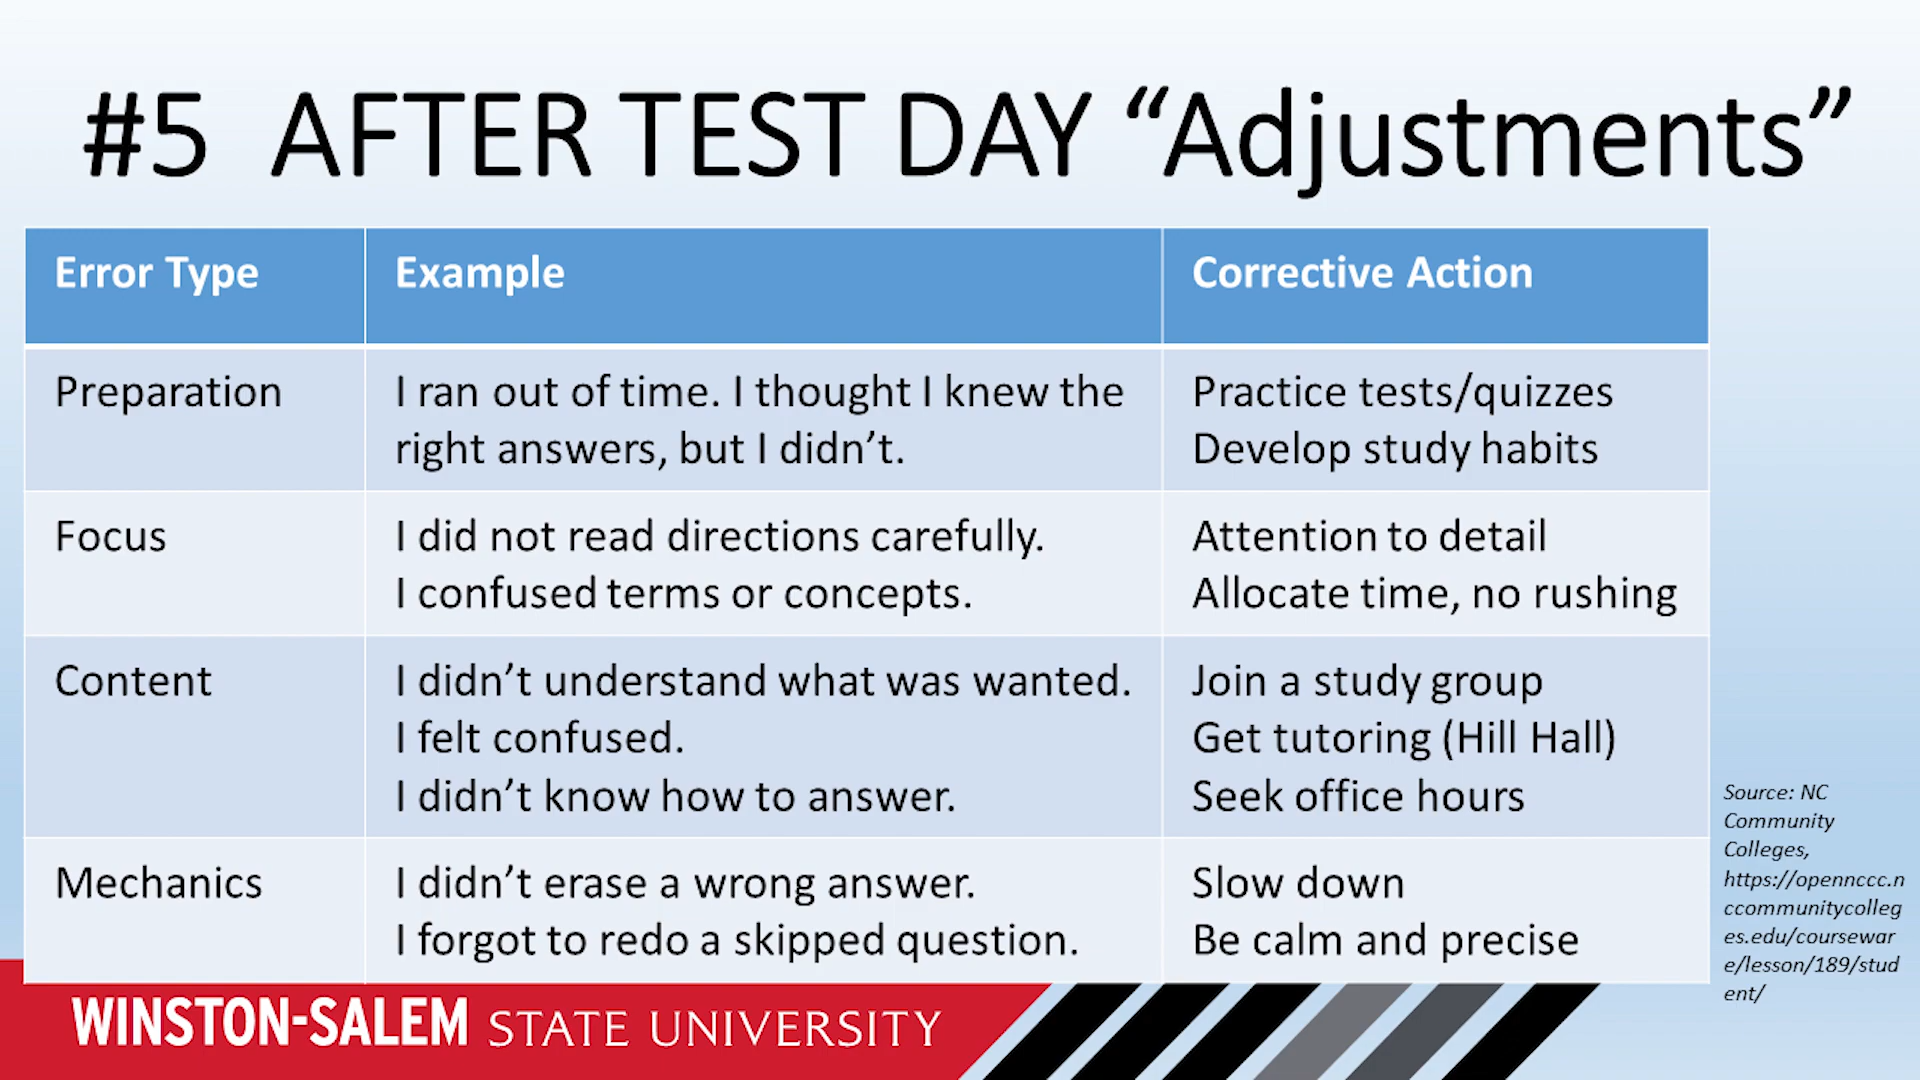 #5 AFTER TEST DAY “Adjustments”
Error Type
Example
Corrective Action
Preparation
I ran out of time. I thought I knew the
right answers, but I didn’t.
Practice tests/quizzes
Develop study habits
Focus
I did not read directions carefully.
I confused terms or concepts.
Attention to detail
Allocate time, no rushing
Content
I didn’t understand what was wanted.
I felt confused.
I didn’t know how to answer.
Join a study group
Get tutoring (Hill Hall)
Seek office hours
Mechanics
I didn’t erase a wrong answer.
I forgot to redo a skipped question.
Slow down
Be calm and precise
Source: NC
Community
Colleges,
https://opennccc.n
ccommunitycolleg
es.edu/coursewar
e/lesson/189/stud
ent/
WINSTON-SALEM STATE UNIVERSITY